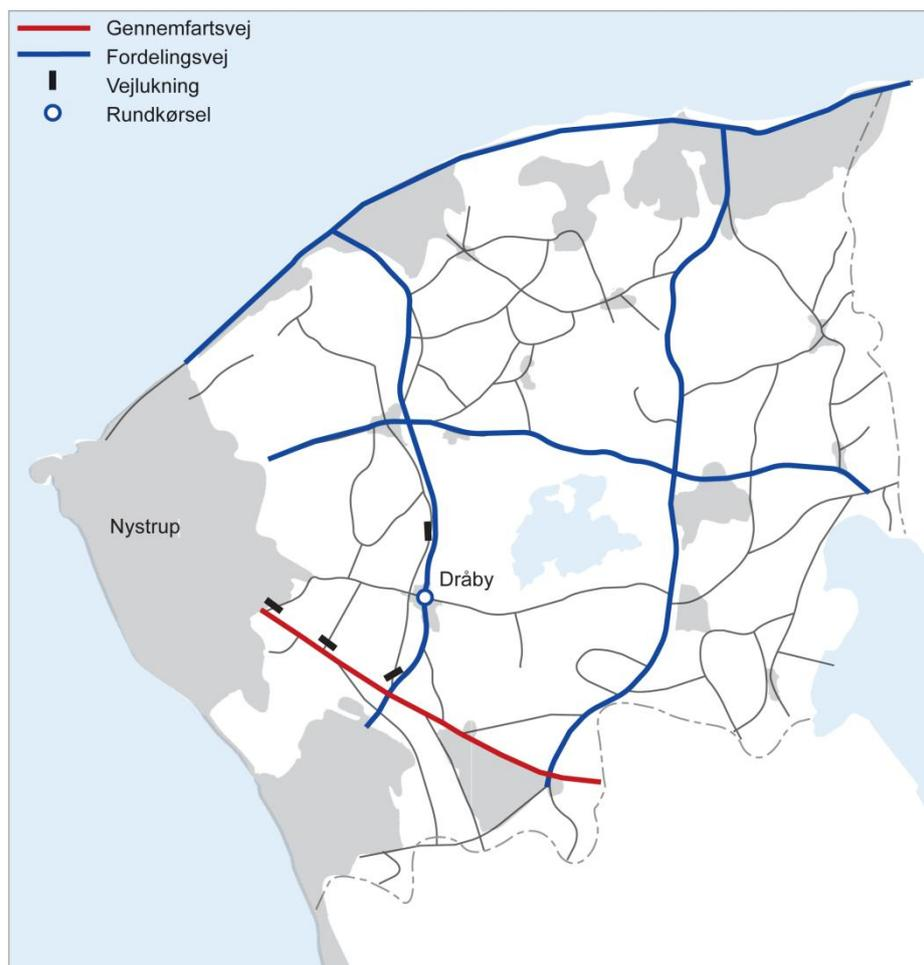 Gennemfartsvej
Fordelingsvej
Vejlukning
Rundkørsel
Nystrup
Dråby